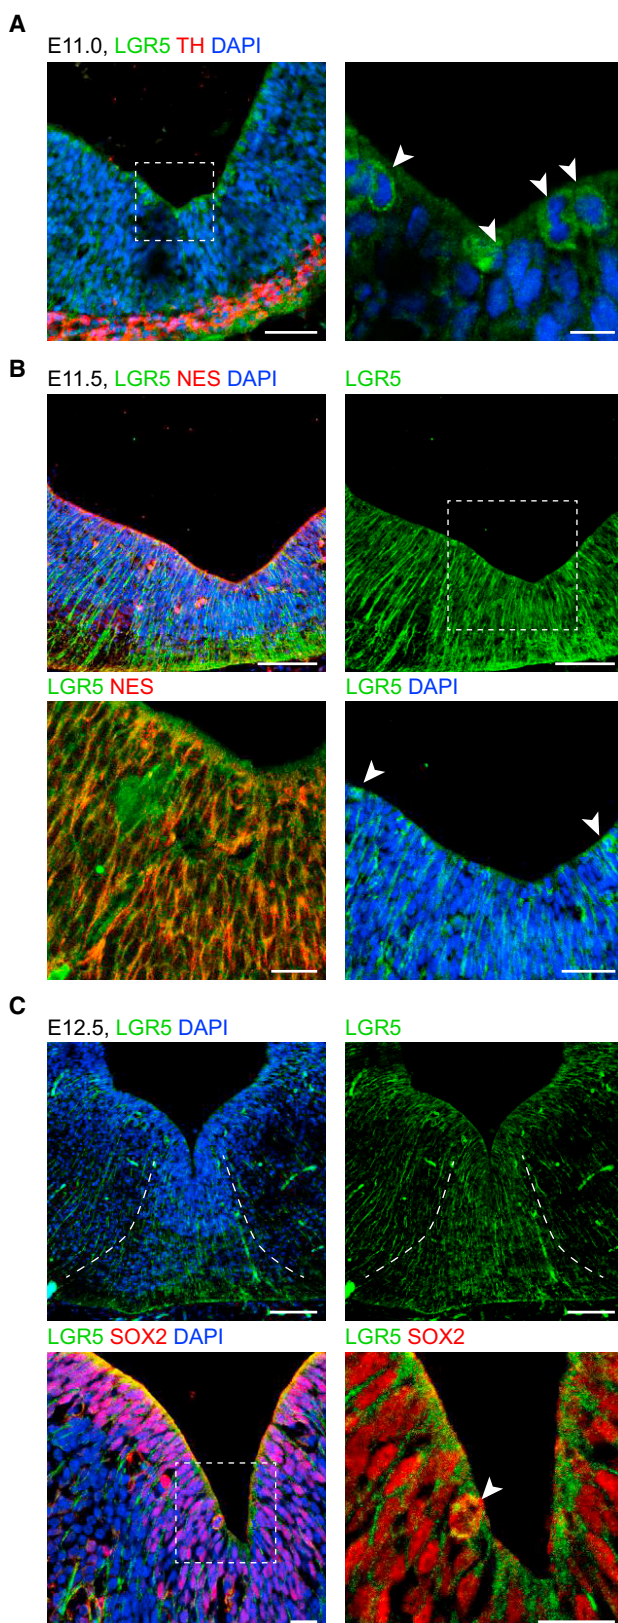 A
E11.0, LGR5 TH DAPI
B
E11.5, LGR5 NES DAPI
LGR5
LGR5 NES
LGR5 DAPI
C
E12.5, LGR5 DAPI
LGR5
LGR5 SOX2 DAPI
LGR5 SOX2